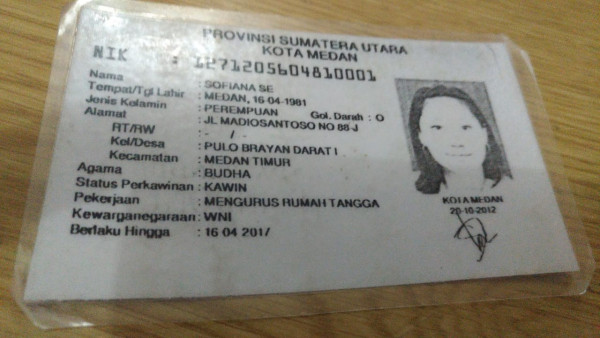 PROVINSI SUMATERA UTARA
KOTA MEDAN
NIK : 1271205604810001
Nama : SOFIANA SE
Tempat/Tgl Lahir : MEDAN, 16-04-1981
Jenis Kelamin : PEREMPUAN Gol. Darah : O
Alamat : JL MADIOSANTOSO NO 88-J
RT/RW : - / -
Kel/Desa : PULO BRAYAN DARAT I
Kecamatan : MEDAN TIMUR
Agama : BUDHA
Status Perkawinan : KAWIN
Pekerjaan : MENGURUS RUMAH TANGGA
Kewarganegaraan : WNI
Berlaku Hingga : 16 04 2017
KOTA MEDAN
20-10-2012